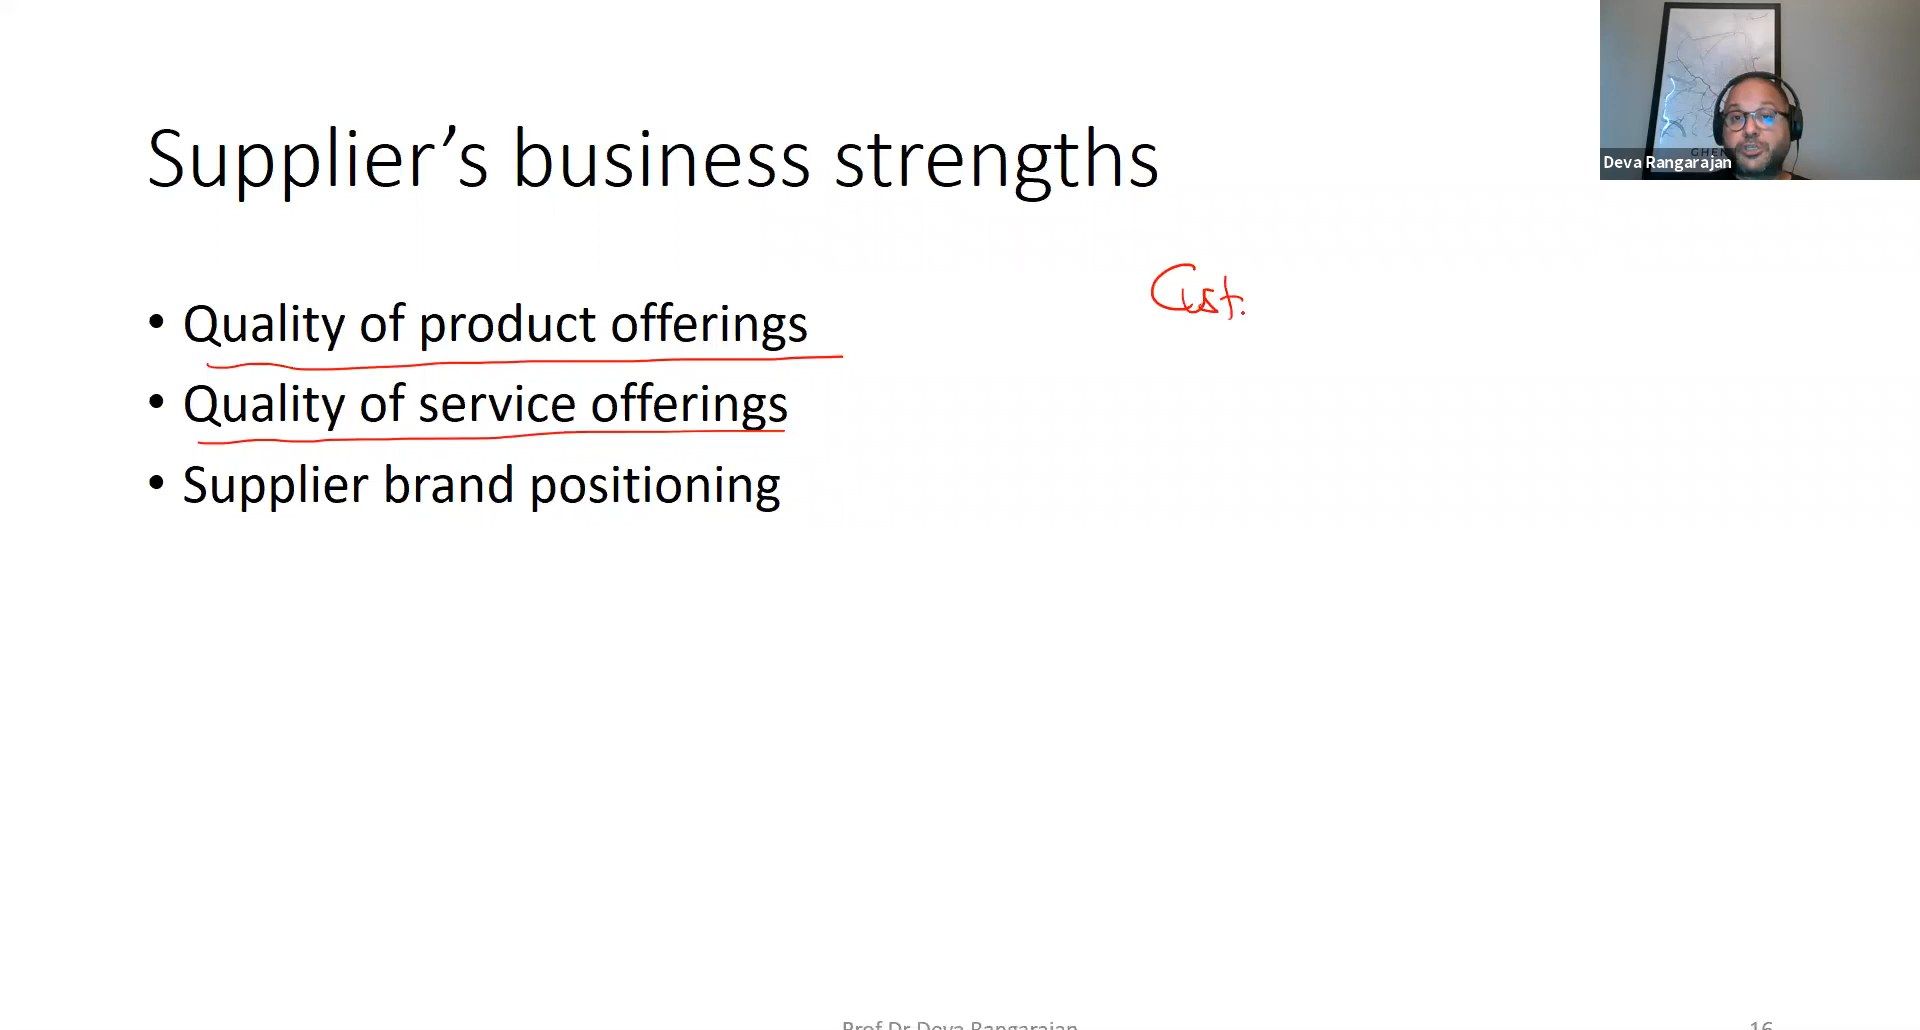 Supplier’s business strengths
Deva Rangarajan
Cust.
• Quality of product offerings
• Quality of service offerings
• Supplier brand positioning
Prof Dr Deva Rangarajan
16